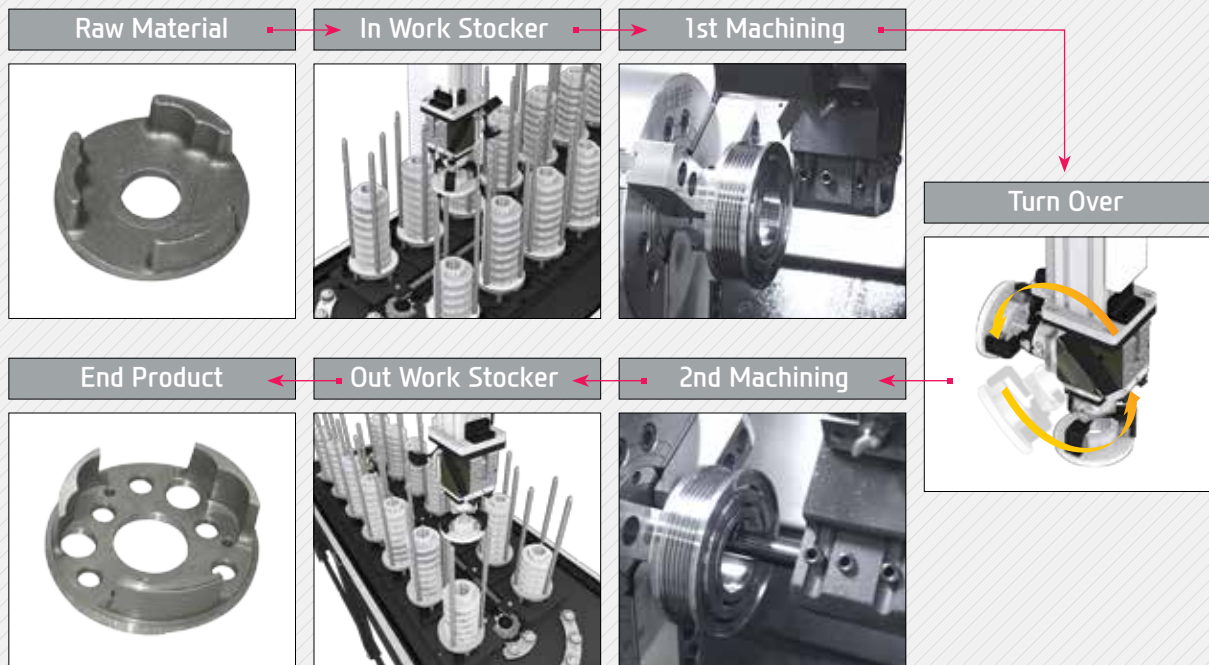 Raw Material
In Work Stocker
1st Machining
Turn Over
2nd Machining
Out Work Stocker
End Product